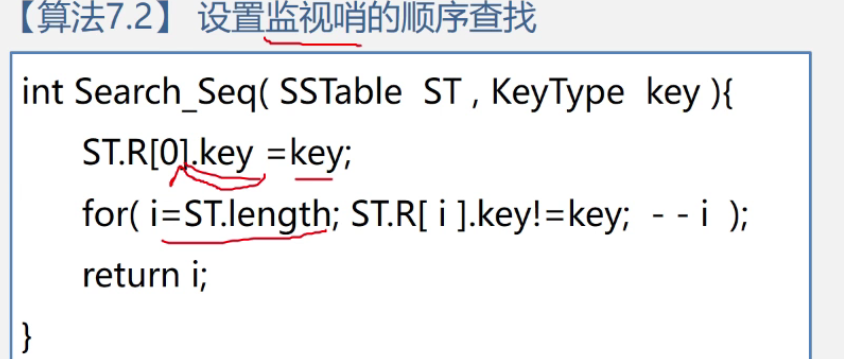 【算法7.2】 设置监视哨的顺序查找
int Search_Seq( SSTable ST , KeyType key ){
ST.R[0].key =key;
for( i=ST.length; ST.R[ i ].key!=key; - - i );
return i;
}